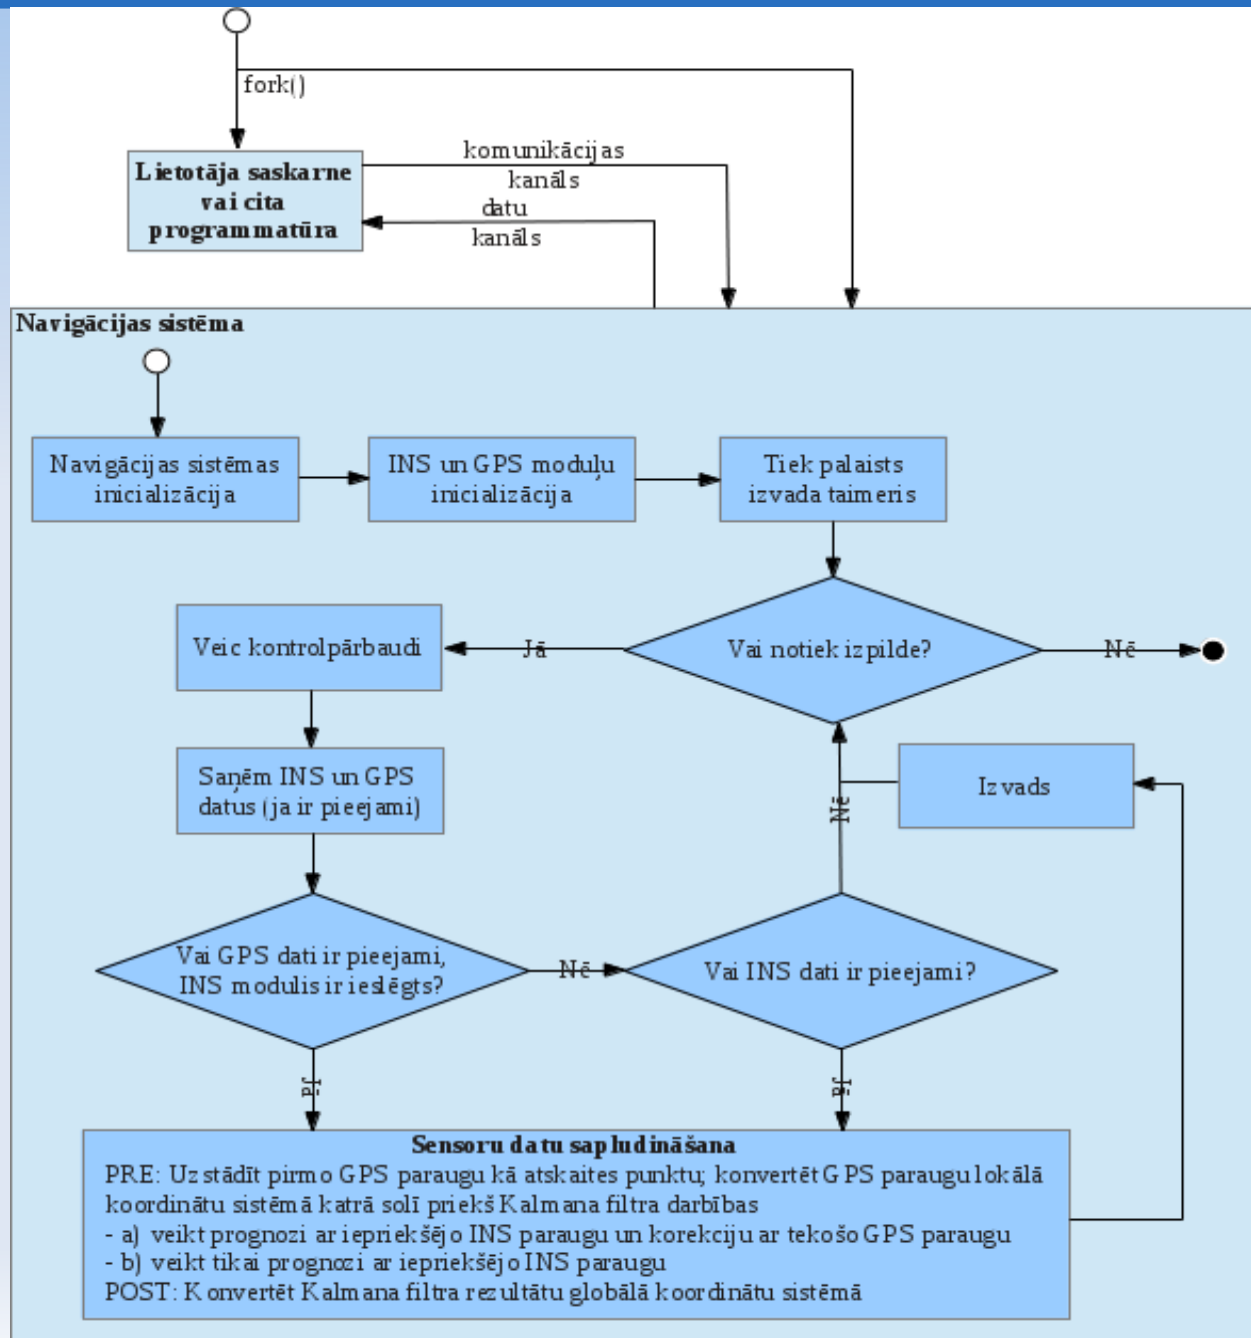 fork()
Lietotāja saskarne
vai cita
programmatūra
komunikācijas
kanāls
datu
kanāls
Navigācijas sistēma
Navigācijas sistēmas
inicializācija
INS un GPS moduļu
inicializācija
Tiek palaists
izvada taimeris
Vai notiek izpilde?
Jā
Nē
Veic kontrolpārbaudi
Saņēm INS un GPS
datus (ja ir pieejami)
Izvads
Nē
Vai GPS dati ir pieejami,
INS modulis ir ieslēgts?
Nē
Vai INS dati ir pieejami?
Jā
Jā
Sensoru datu sapludināšana
PRE: Uzstādīt pirmo GPS paraugu kā atskaites punktu; konvertēt GPS paraugu lokālā
koordinātu sistēmā katrā solī priekš Kalmana filtra darbības
- a) veikt prognozi ar iepriekšējo INS paraugu un korekciju ar tekošo GPS paraugu
- b) veikt tikai prognozi ar iepriekšējo INS paraugu
POST: Konvertēt Kalmana filtra rezultātu globālā koordinātu sistēmā